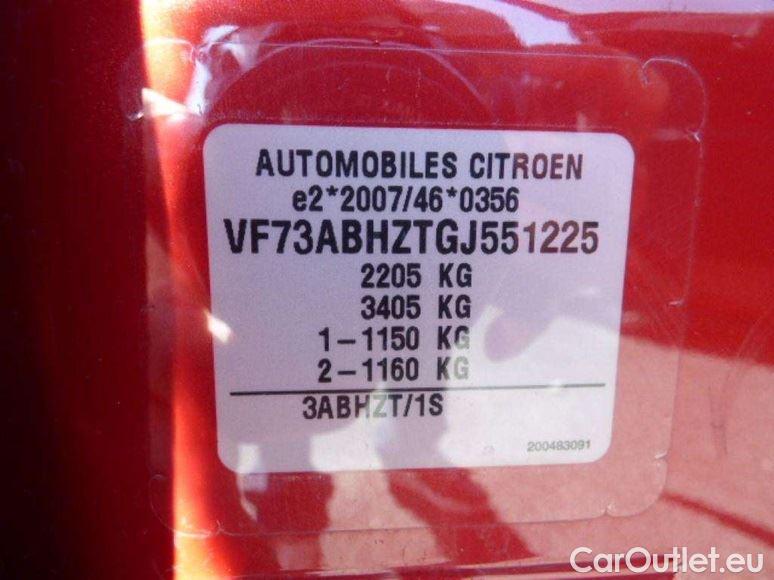 AUTOMOBILES CITROEN
e2*2007/46*0356
VF73ABHZTGJ551225
2205 KG
3405 KG
1-1150 KG
2-1160 KG
3ABHZT/1S
200483091
CarOutlet.eu